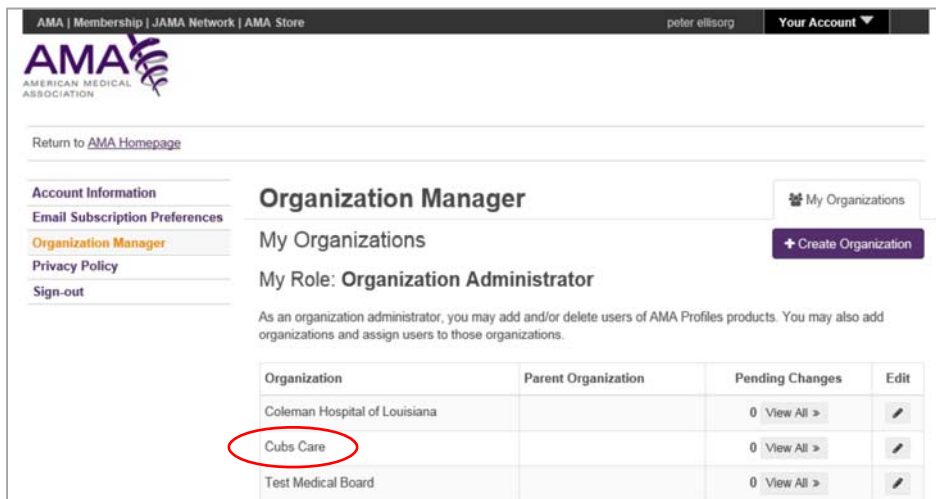 AMA | Membership | JAMA Network | AMA Store
peter ellisorg
Your Account
AMA
AMERICAN MEDICAL
ASSOCIATION
Return to AMA Homepage
Account Information
Email Subscription Preferences
Organization Manager
Privacy Policy
Sign-out
Organization Manager
My Organizations
My Organizations
+ Create Organization
My Role: Organization Administrator
As an organization administrator, you may add and/or delete users of AMA Profiles products. You may also add
organizations and assign users to those organizations.
Organization Parent Organization Pending Changes Edit
Coleman Hospital of Louisiana 0 View All »
Cubs Care 0 View All »
Test Medical Board 0 View All »